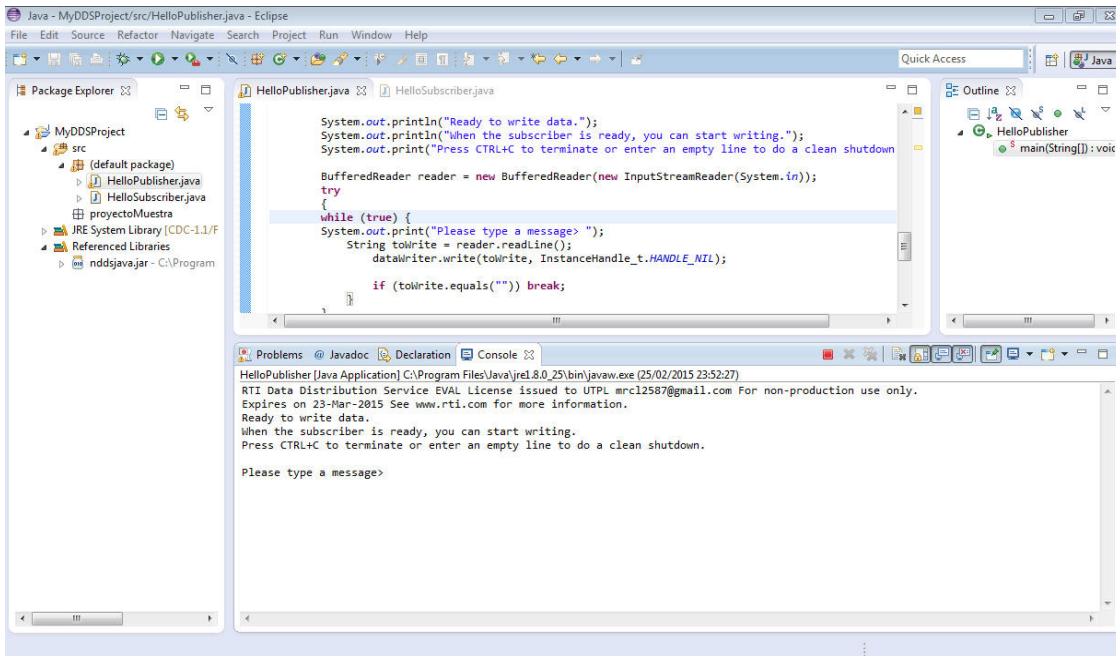 Java - MyDDSProject/src/HelloPublisher.java - Eclipse
File Edit Source Refactor Navigate Search Project Run Window Help
Quick Access
Java
Package Explorer
MyDDSProject
src
(default package)
HelloPublisher.java
HelloSubscriber.java
proyectoMuestra
JRE System Library [CDC-1.1/F
Referenced Libraries
nddsjava.jar - C:\Program
HelloPublisher.java HelloSubscriber.java
System.out.println("Ready to write data.");
System.out.println("When the subscriber is ready, you can start writing.");
System.out.print("Press CTRL+C to terminate or enter an empty line to do a clean shutdown
BufferedReader reader = new BufferedReader(new InputStreamReader(System.in));
try
{
while (true) {
System.out.print("Please type a message> ");
String toWrite = reader.readLine();
dataWriter.write(toWrite, InstanceHandle_t.HANDLE_NIL);
if (toWrite.equals("")) break;
}
}
Outline
HelloPublisher
main(String[]) : void
Problems @ Javadoc Declaration Console
HelloPublisher [Java Application] C:\Program Files\Java\jre1.8.0_25\bin\javaw.exe (25/02/2015 23:52:27)
RTI Data Distribution Service EVAL License issued to UTPL mrcl2587@gmail.com For non-production use only.
Expires on 23-Mar-2015 See www.rti.com for more information.
Ready to write data.
When the subscriber is ready, you can start writing.
Press CTRL+C to terminate or enter an empty line to do a clean shutdown.
Please type a message>